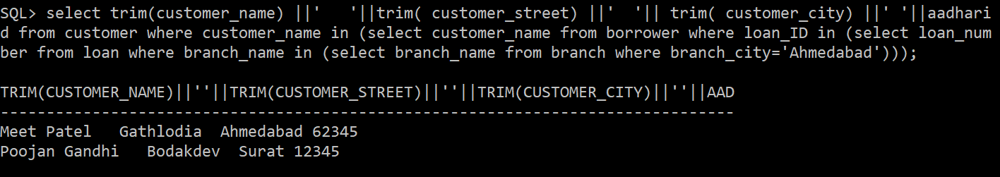 SQL> select trim(customer_name) ||'   '||trim( customer_street) ||'  '|| trim( customer_city) ||' '||aadhari
d from customer where customer_name in (select customer_name from borrower where loan_ID in (select loan_num
ber from loan where branch_name in (select branch_name from branch where branch_city='Ahmedabad')));
TRIM(CUSTOMER_NAME)||''||TRIM(CUSTOMER_STREET)||''||TRIM(CUSTOMER_CITY)||''||AAD
--------------------------------------------------------------------------------
Meet Patel   Gathlodia  Ahmedabad 62345
Poojan Gandhi   Bodakdev  Surat 12345